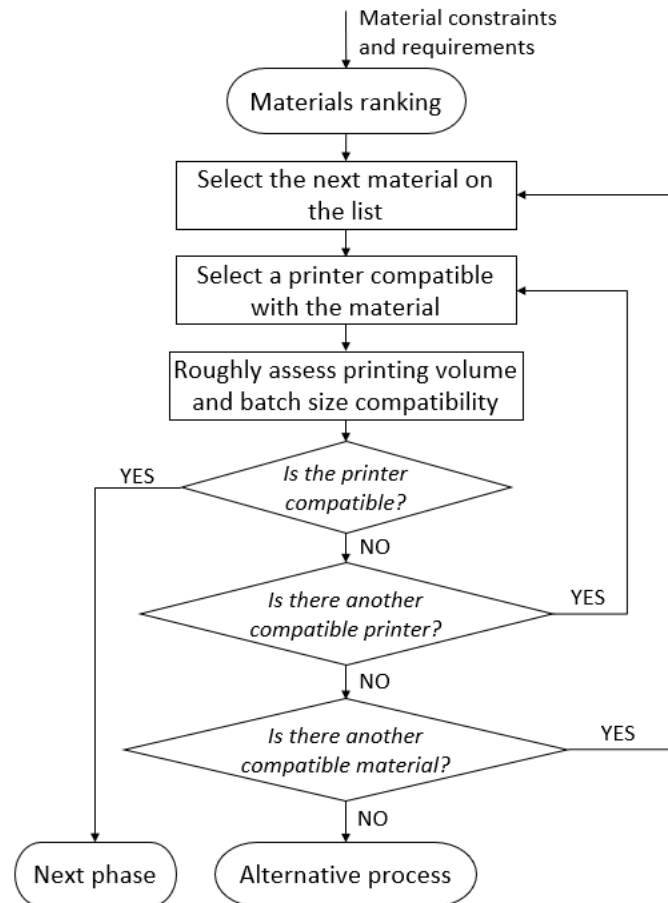 Material constraints
and requirements
Materials ranking
Select the next material on
the list
Select a printer compatible
with the material
Roughly assess printing volume
and batch size compatibility
YES
Is the printer
compatible?
NO
Is there another
compatible printer?
YES
NO
Is there another
compatible material?
YES
NO
Next phase
Alternative process